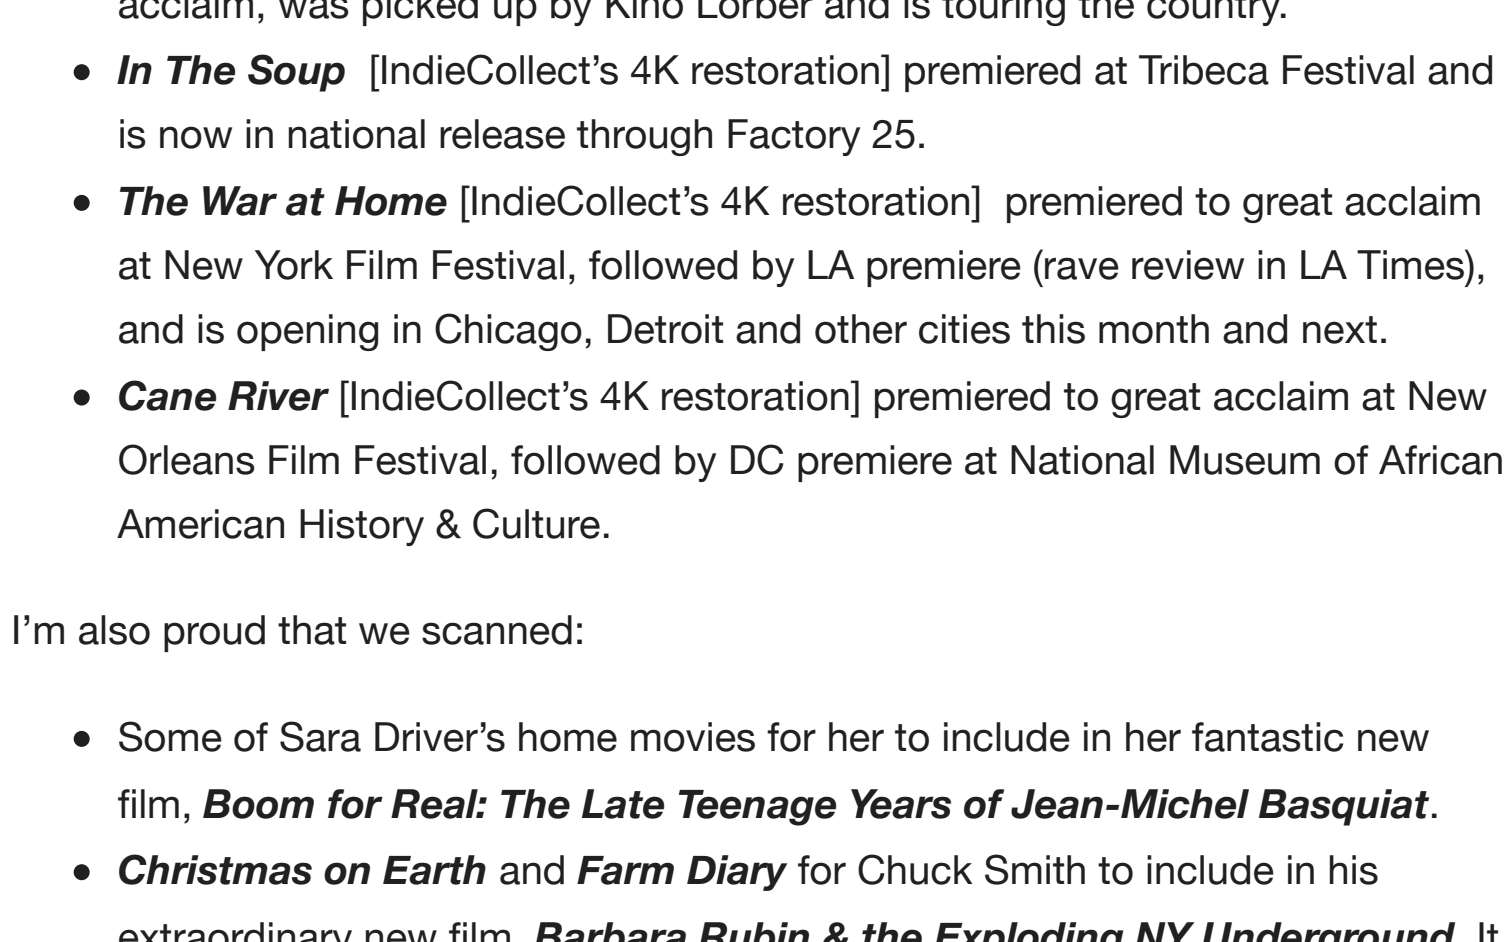 acclaim, was picked up by Kino Lorber and is touring the country.
• In The Soup  [IndieCollect’s 4K restoration] premiered at Tribeca Festival and
is now in national release through Factory 25.
• The War at Home [IndieCollect’s 4K restoration]  premiered to great acclaim
at New York Film Festival, followed by LA premiere (rave review in LA Times),
and is opening in Chicago, Detroit and other cities this month and next.
• Cane River [IndieCollect’s 4K restoration] premiered to great acclaim at New
Orleans Film Festival, followed by DC premiere at National Museum of African
American History & Culture.
I’m also proud that we scanned:
• Some of Sara Driver’s home movies for her to include in her fantastic new
film, Boom for Real: The Late Teenage Years of Jean-Michel Basquiat.
• Christmas on Earth and Farm Diary for Chuck Smith to include in his
extraordinary new film, Barbara Rubin & the Exploding NY Underground. It